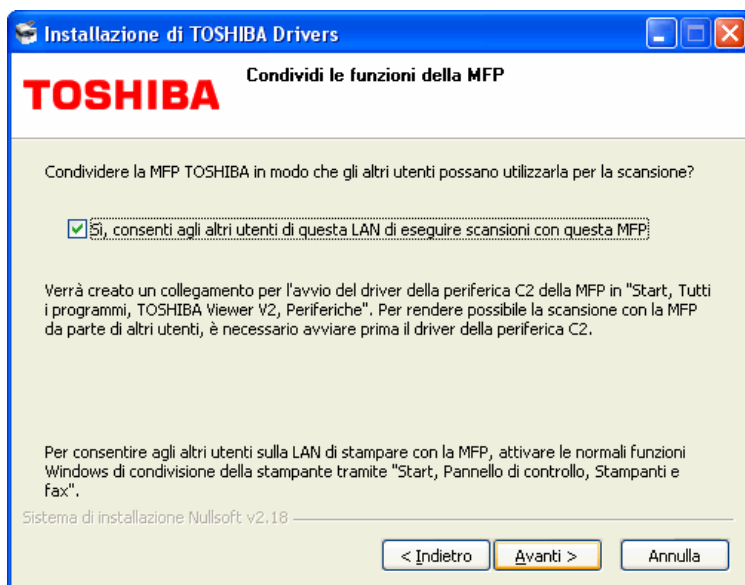 Installazione di TOSHIBA Drivers
TOSHIBA
Condividi le funzioni della MFP
Condividere la MFP TOSHIBA in modo che gli altri utenti possano utilizzarla per la scansione?
Sì, consenti agli altri utenti di questa LAN di eseguire scansioni con questa MFP
Verrà creato un collegamento per l'avvio del driver della periferica C2 della MFP in "Start, Tutti
i programmi, TOSHIBA Viewer V2, Periferiche". Per rendere possibile la scansione con la MFP
da parte di altri utenti, è necessario avviare prima il driver della periferica C2.
Per consentire agli altri utenti sulla LAN di stampare con la MFP, attivare le normali funzioni
Windows di condivisione della stampante tramite "Start, Pannello di controllo, Stampanti e
fax".
Sistema di installazione Nullsoft v2.18
< Indietro
Avanti >
Annulla